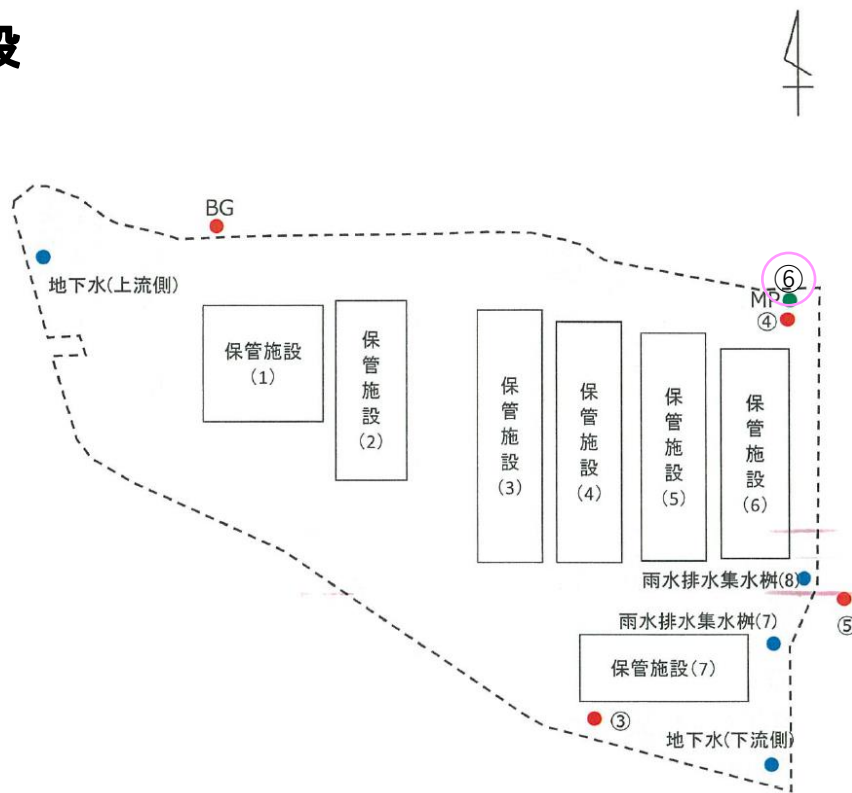 設
BG
地下水(上流側)
⑥
MP
④
保管施設
(1)
保管施設
(2)
保管施設
(3)
保管施設
(4)
保管施設
(5)
保管施設
(6)
雨水排水集水桝(8)
⑤
雨水排水集水桝(7)
保管施設(7)
③
地下水(下流側)